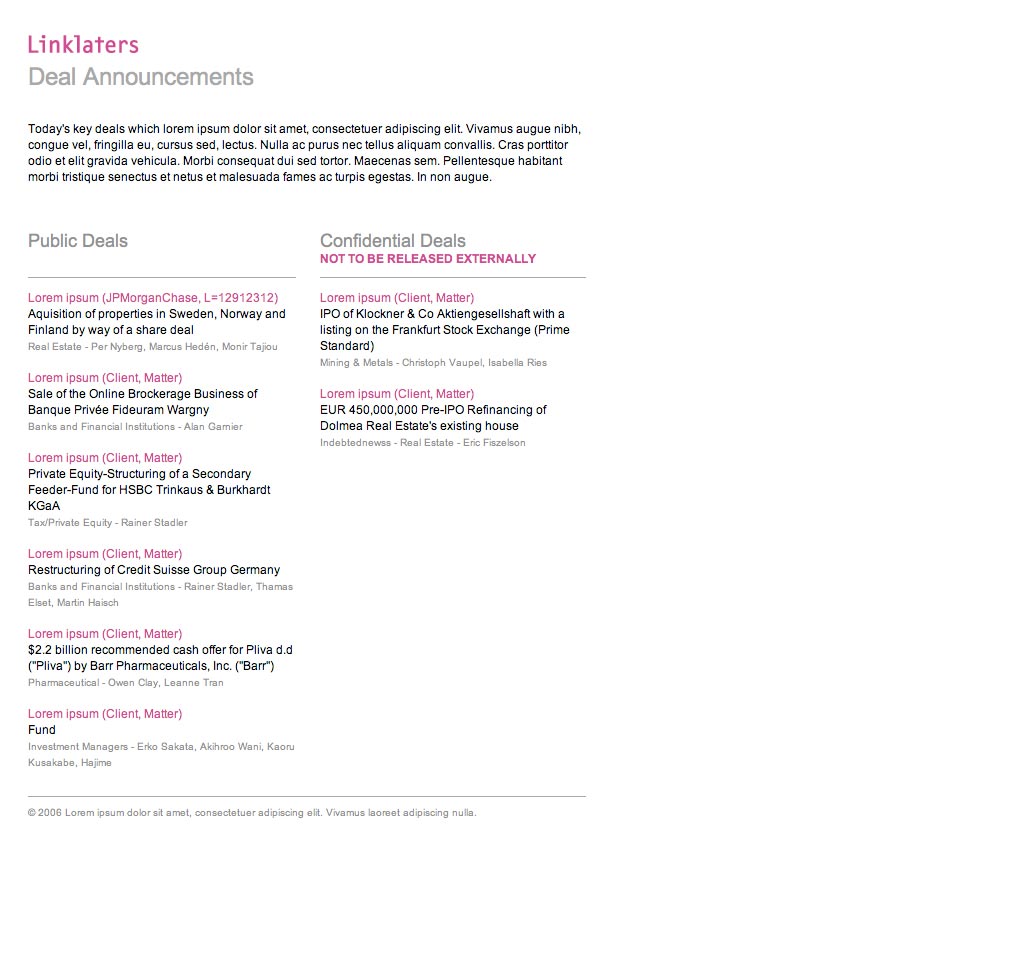 Linklaters
Deal Announcements
Today's key deals which lorem ipsum dolor sit amet, consectetuer adipiscing elit. Vivamus augue nibh,
congue vel, fringilla eu, cursus sed, lectus. Nulla ac purus nec tellus aliquam convallis. Cras porttitor
odio et elit gravida vehicula. Morbi consequat dui sed tortor. Maecenas sem. Pellentesque habitant
morbi tristique senectus et netus et malesuada fames ac turpis egestas. In non augue.
Public Deals
Lorem ipsum (JPMorganChase, L=12912312)
Aquisition of properties in Sweden, Norway and
Finland by way of a share deal
Real Estate - Per Nyberg, Marcus Hedén, Monir Tajiou
Lorem ipsum (Client, Matter)
Sale of the Online Brokerage Business of
Banque Privée Fideuram Wargny
Banks and Financial Institutions - Alan Garnier
Lorem ipsum (Client, Matter)
Private Equity-Structuring of a Secondary
Feeder-Fund for HSBC Trinkaus & Burkhardt
KGaA
Tax/Private Equity - Rainer Stadler
Lorem ipsum (Client, Matter)
Restructuring of Credit Suisse Group Germany
Banks and Financial Institutions - Rainer Stadler, Thamas
Elset, Martin Haisch
Lorem ipsum (Client, Matter)
$2.2 billion recommended cash offer for Pliva d.d
("Pliva") by Barr Pharmaceuticals, Inc. ("Barr")
Pharmaceutical - Owen Clay, Leanne Tran
Lorem ipsum (Client, Matter)
Fund
Investment Managers - Erko Sakata, Akihroo Wani, Kaoru
Kusakabe, Hajime
Confidential Deals
NOT TO BE RELEASED EXTERNALLY
Lorem ipsum (Client, Matter)
IPO of Klockner & Co Aktiengesellshaft with a
listing on the Frankfurt Stock Exchange (Prime
Standard)
Mining & Metals - Christoph Vaupel, Isabella Ries
Lorem ipsum (Client, Matter)
EUR 450,000,000 Pre-IPO Refinancing of
Dolmea Real Estate's existing house
Indebtednewss - Real Estate - Eric Fiszelson
© 2006 Lorem ipsum dolor sit amet, consectetuer adipiscing elit. Vivamus laoreet adipiscing nulla.